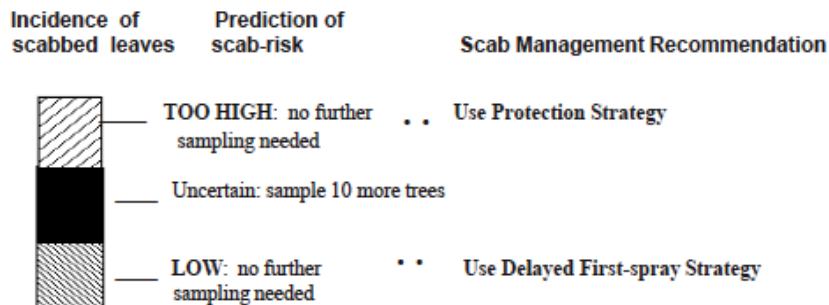 Incidence of Prediction of
scabbed leaves scab-risk Scab Management Recommendation
TOO HIGH: no further . . Use Protection Strategy
sampling needed
Uncertain: sample 10 more trees
LOW: no further . . Use Delayed First-spray Strategy
sampling needed